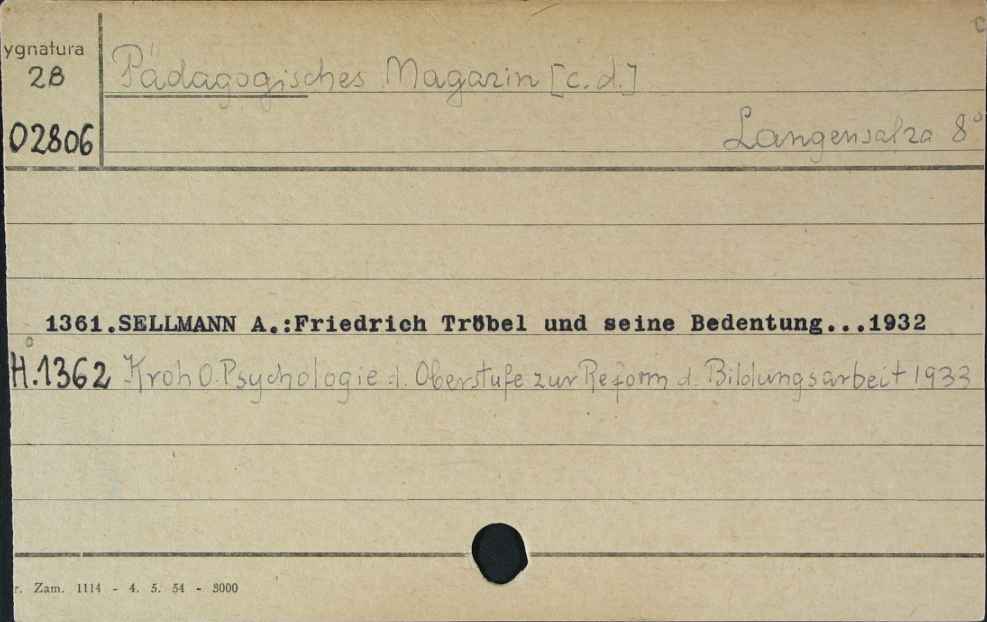 ygnatura
28
02806
Pädagogisches Magazin [c.d.]
c
Langensalza 8°
1361.SELLMANN A.:Friedrich Tröbel und seine Bedentung...1932
H.1362 Kroh O. Psychologie d. Oberstufe zur Reform d. Bildungsarbeit 1933
r. Zam. 1114 - 4. 5. 54 - 3000